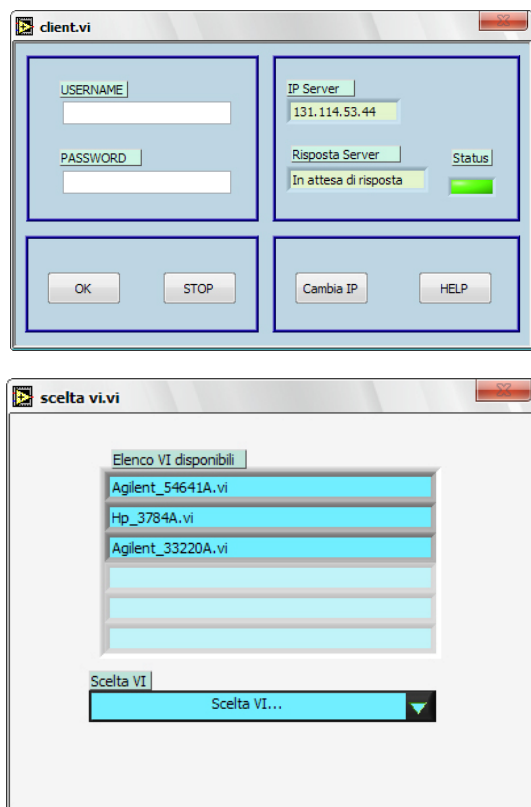 client.vi
USERNAME
PASSWORD
IP Server
131.114.53.44
Risposta Server
In attesa di risposta
Status
OK
STOP
Cambia IP
HELP
scelta vi.vi
Elenco VI disponibili
Agilent_54641A.vi
Hp_3784A.vi
Agilent_33220A.vi
Scelta VI
Scelta VI...